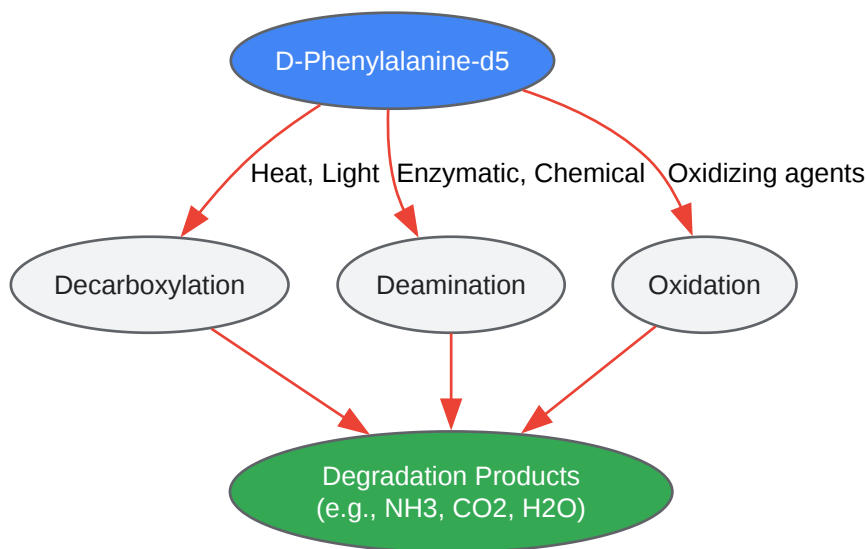 D-Phenylalanine-d5
Heat, Light
Enzymatic, Chemical
Oxidizing agents
Decarboxylation
Deamination
Oxidation
Degradation Products
(e.g., NH3, CO2, H2O)